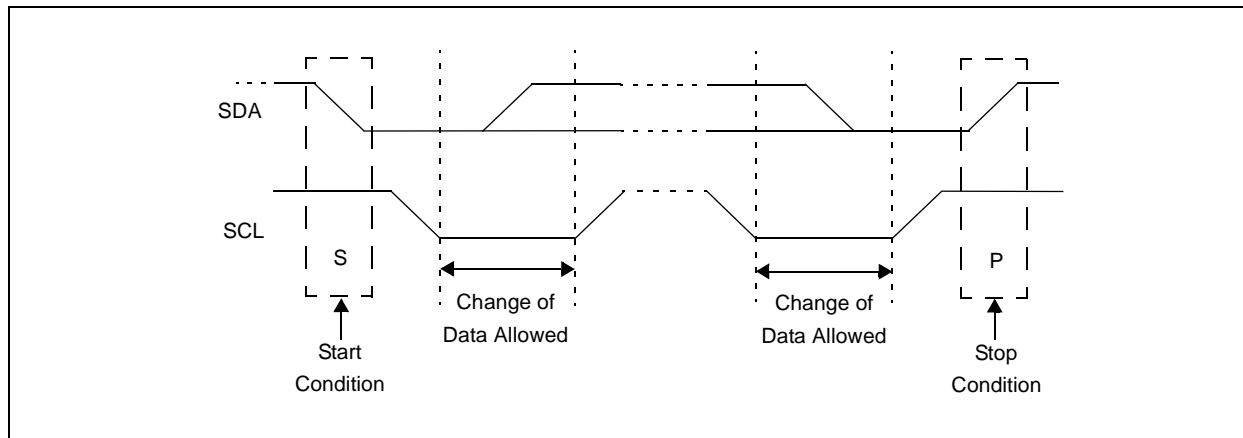 SDA
SCL
S
P
Change of
Data Allowed
Change of
Data Allowed
Start
Condition
Stop
Condition